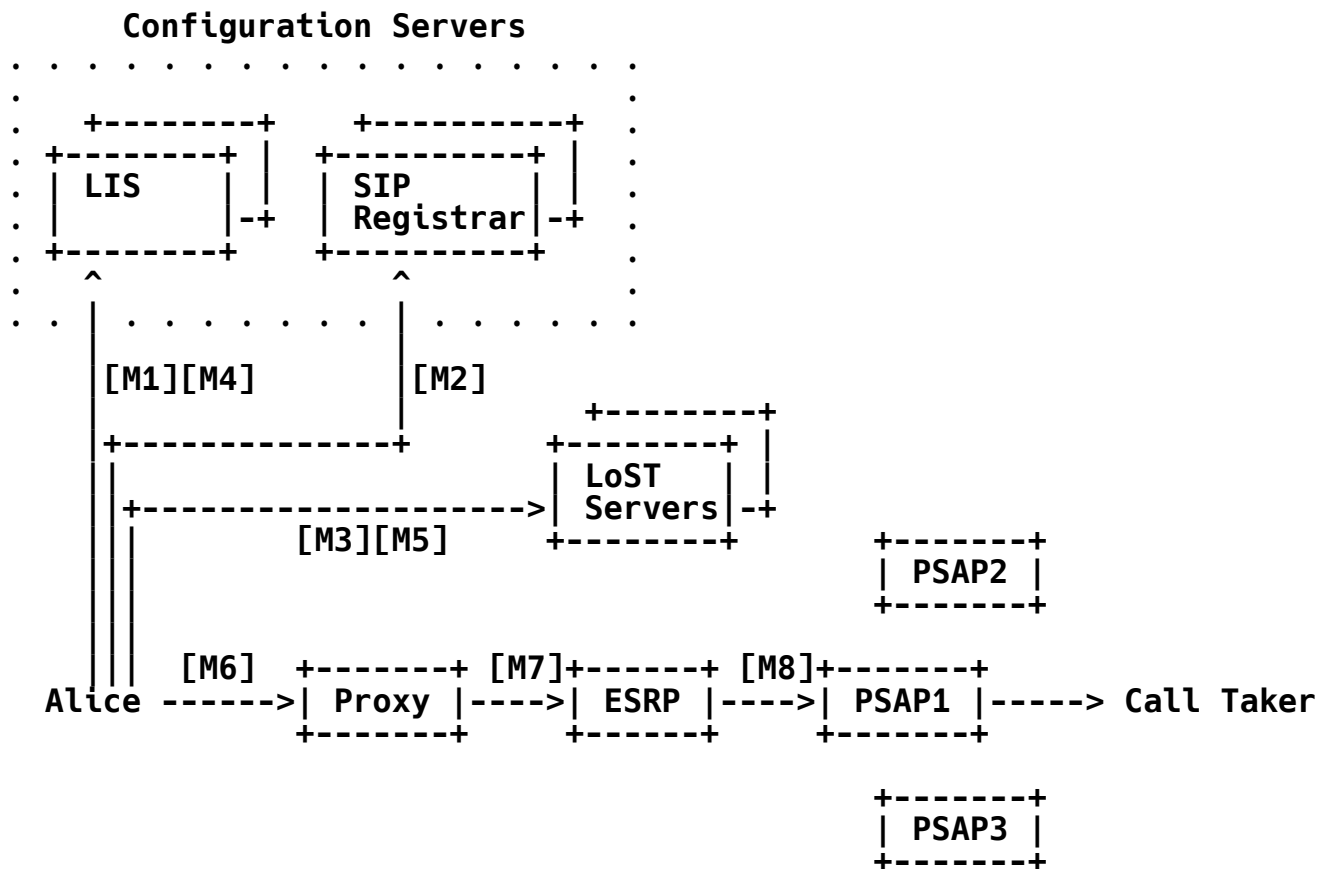 Configuration Servers
LIS
SIP
Registrar
[M1][M4]
[M2]
LoST
Servers
[M3][M5]
PSAP2
[M6] [M7] [M8]
Alice Proxy ESRP PSAP1 Call Taker
PSAP3